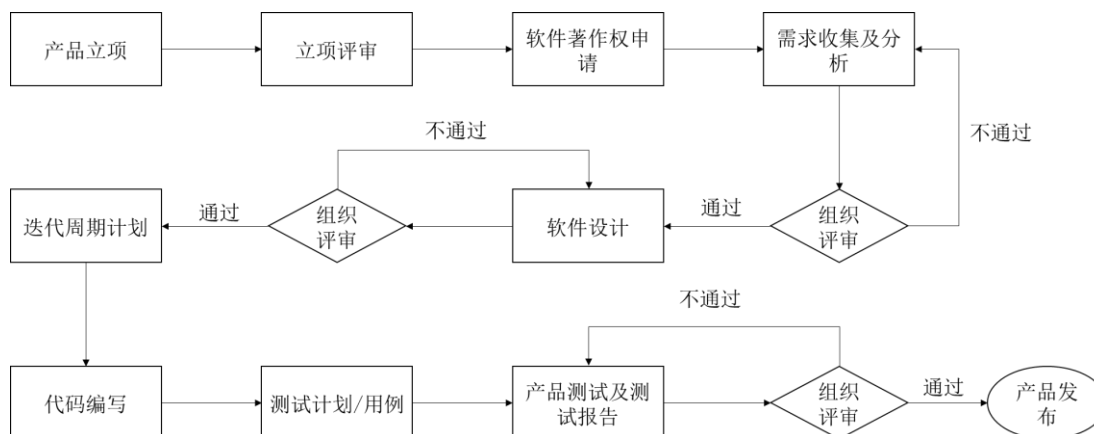 产品立项
立项评审
软件著作权申
请
需求收集及分
析
不通过
不通过
迭代周期计划
通过
组织
评审
软件设计
通过
组织
评审
不通过
代码编写
测试计划/用例
产品测试及测
试报告
组织
评审
通过
产品发
布